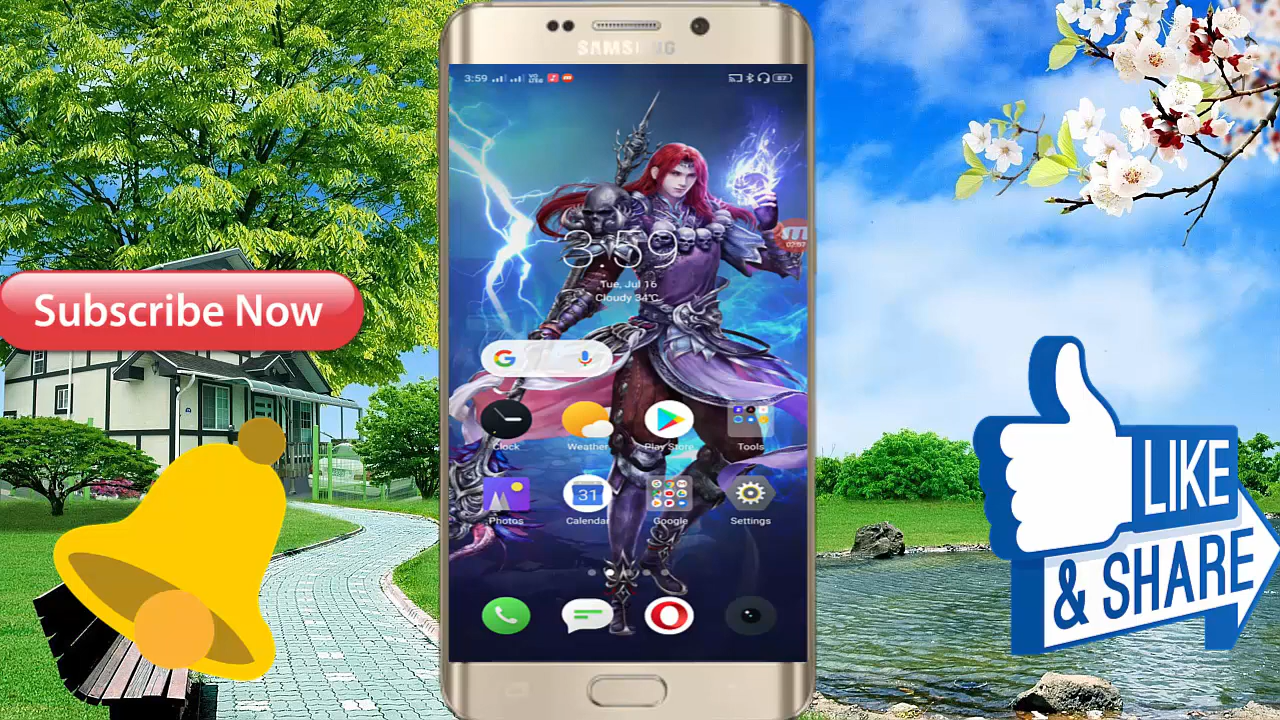 SAMSUNG
3:59
87
3:59
Tue, Jul 16
Cloudy 34℃
Subscribe Now
Clock
Weather
Play Store
Tools
31
Photos
Calendar
Google
Settings
LIKE
& SHARE